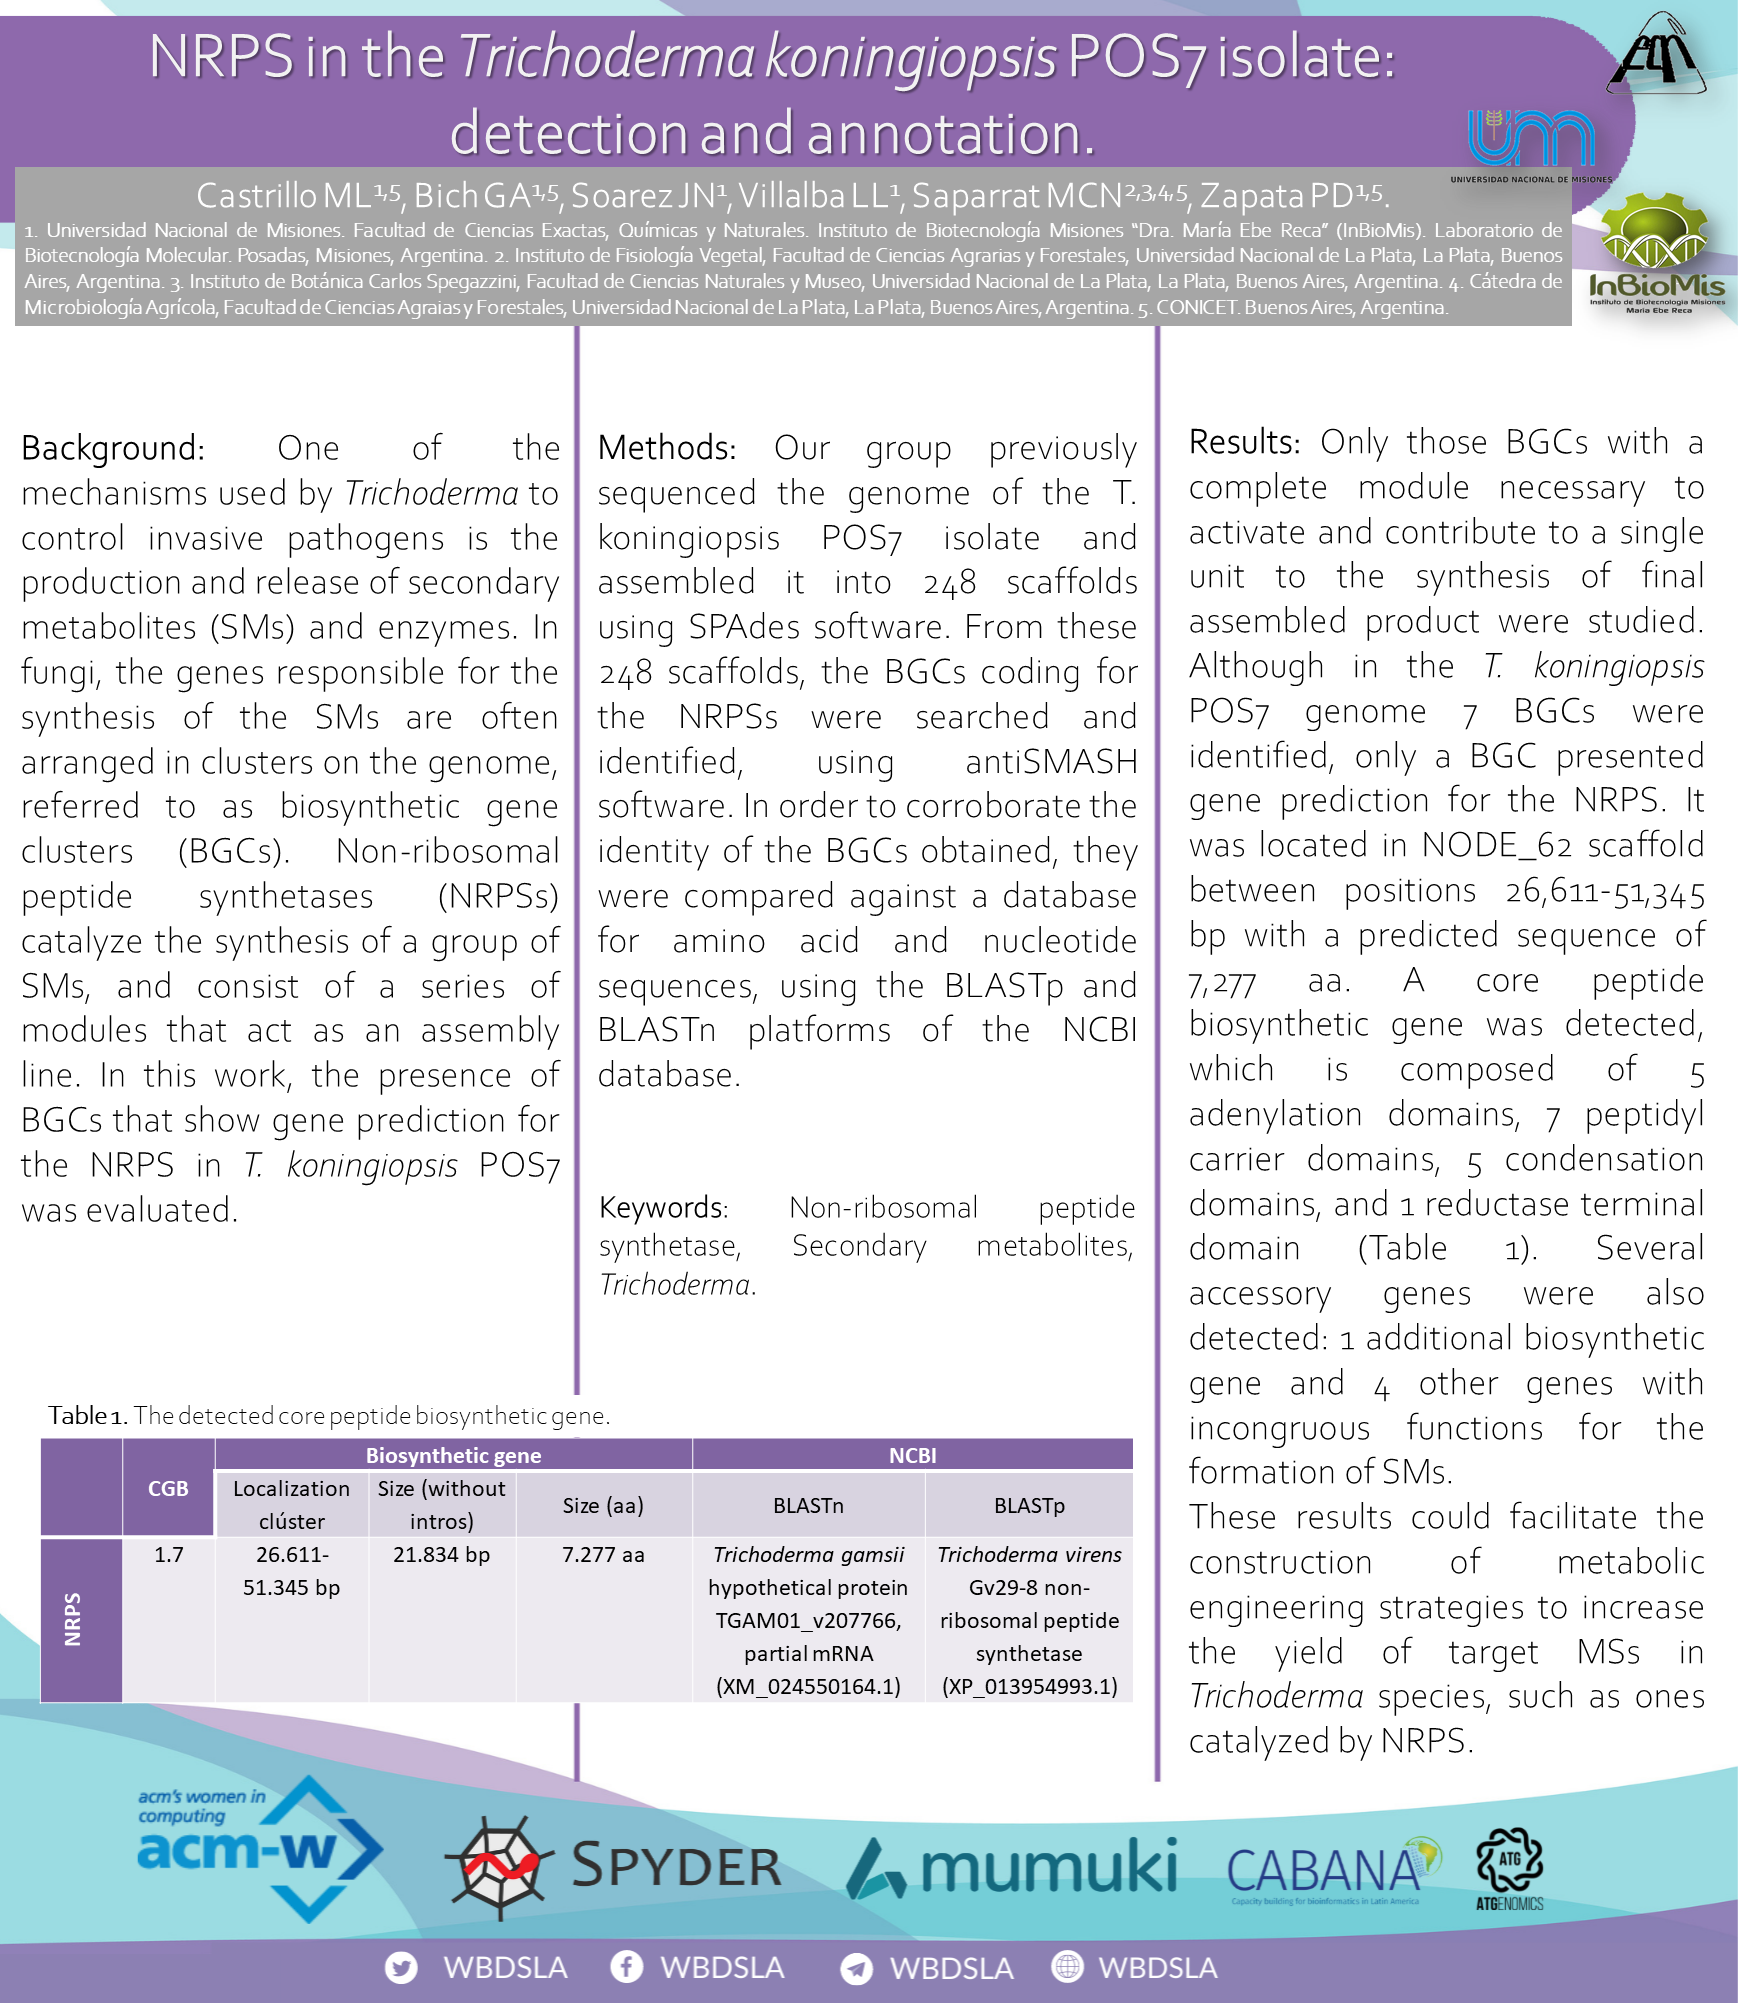 NRPS in the Trichoderma koningiopsis POS7 isolate:
detection and annotation.
UNIVERSIDAD NACIONAL DE MISIONES
InBioMis
Instituto de Biotecnología Misiones
María Ebe Reca
Castrillo ML1,5, Bich GA1,5, Soarez JN1, Villalba LL1, Saparrat MCN2,3,4,5, Zapata PD1,5.
1. Universidad Nacional de Misiones. Facultad de Ciencias Exactas, Químicas y Naturales. Instituto de Biotecnología Misiones “Dra. María Ebe Reca” (InBioMis). Laboratorio de
Biotecnología Molecular. Posadas, Misiones, Argentina. 2. Instituto de Fisiología Vegetal, Facultad de Ciencias Agrarias y Forestales, Universidad Nacional de La Plata, La Plata, Buenos
Aires, Argentina. 3. Instituto de Botánica Carlos Spegazzini, Facultad de Ciencias Naturales y Museo, Universidad Nacional de La Plata, La Plata, Buenos Aires, Argentina. 4. Cátedra de
Microbiología Agrícola, Facultad de Ciencias Agraias y Forestales, Universidad Nacional de La Plata, La Plata, Buenos Aires, Argentina. 5. CONICET. Buenos Aires, Argentina.
Background: One of the
mechanisms used by Trichoderma to
control invasive pathogens is the
production and release of secondary
metabolites (SMs) and enzymes. In
fungi, the genes responsible for the
synthesis of the SMs are often
arranged in clusters on the genome,
referred to as biosynthetic gene
clusters (BGCs). Non-ribosomal
peptide synthetases (NRPSs)
catalyze the synthesis of a group of
SMs, and consist of a series of
modules that act as an assembly
line. In this work, the presence of
BGCs that show gene prediction for
the NRPS in T. koningiopsis POS7
was evaluated.
Methods: Our group previously
sequenced the genome of the T.
koningiopsis POS7 isolate and
assembled it into 248 scaffolds
using SPAdes software. From these
248 scaffolds, the BGCs coding for
the NRPSs were searched and
identified, using antiSMASH
software. In order to corroborate the
identity of the BGCs obtained, they
were compared against a database
for amino acid and nucleotide
sequences, using the BLASTp and
BLASTn platforms of the NCBI
database.
Keywords: Non-ribosomal peptide
synthetase, Secondary metabolites,
Trichoderma.
Results: Only those BGCs with a
complete module necessary to
activate and contribute to a single
unit to the synthesis of final
assembled product were studied.
Although in the T. koningiopsis
POS7 genome 7 BGCs were
identified, only a BGC presented
gene prediction for the NRPS. It
was located in NODE_62 scaffold
between positions 26,611-51,345
bp with a predicted sequence of
7,277 aa. A core peptide
biosynthetic gene was detected,
which is composed of 5
adenylation domains, 7 peptidyl
carrier domains, 5 condensation
domains, and 1 reductase terminal
domain (Table 1). Several
accessory genes were also
detected: 1 additional biosynthetic
gene and 4 other genes with
incongruous functions for the
formation of SMs.
These results could facilitate the
construction of metabolic
engineering strategies to increase
the yield of target MSs in
Trichoderma species, such as ones
catalyzed by NRPS.
Table 1. The detected core peptide biosynthetic gene.
CGB
Biosynthetic gene
NCBI
Localization
clúster
Size (without
intros)
Size (aa)
BLASTn
BLASTp
NRPS
1.7
26.611-
51.345 bp
21.834 bp
7.277 aa
Trichoderma gamsii
hypothetical protein
TGAM01_v207766,
partial mRNA
(XM_024550164.1)
Trichoderma virens
Gv29-8 non-
ribosomal peptide
synthetase
(XP_013954993.1)
acm's women in
computing
acm-w
SPYDER
mumuki
CABANA
Capacity building for bioinformatics in Latin America
ATG
ATGENOMICS
WBDSLA
WBDSLA
WBDSLA
WBDSLA